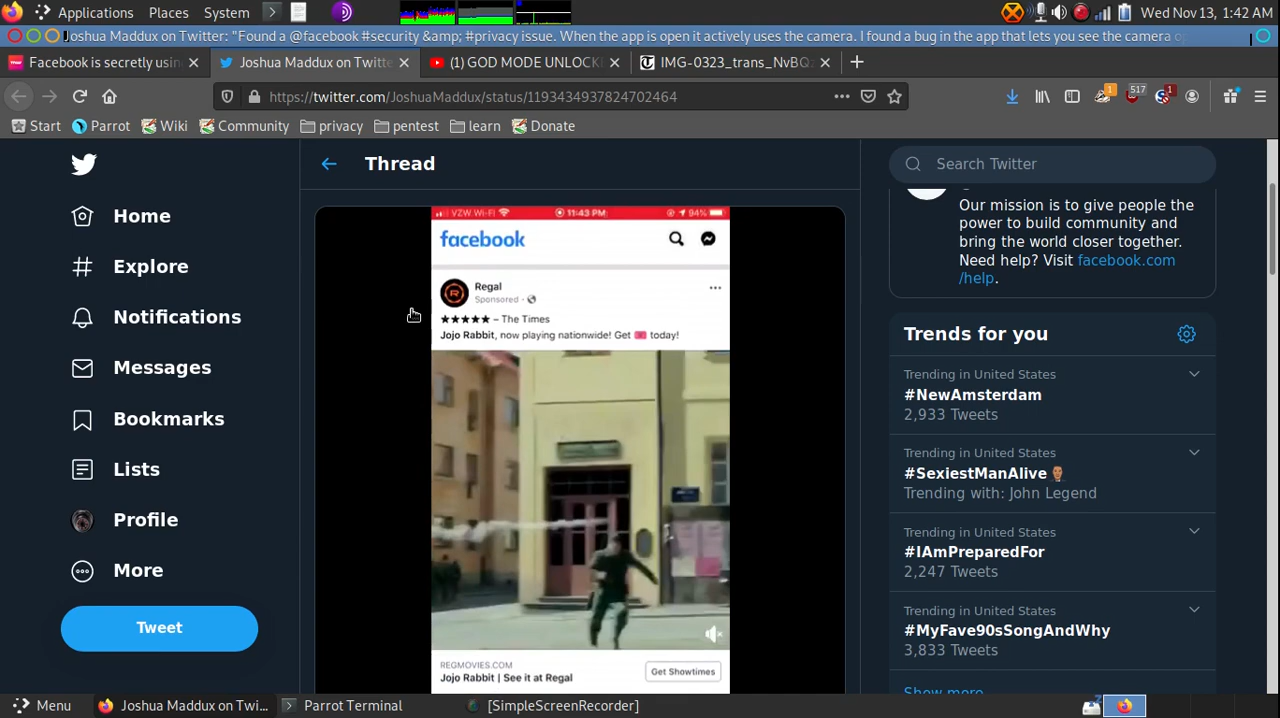 Applications Places System Wed Nov 13, 1:42 AM
Joshua Maddux on Twitter: "Found a @facebook #security &amp; #privacy issue. When the app is open it actively uses the camera. I found a bug in the app that lets you see the camera op
Facebook is secretly usin Joshua Maddux on Twitte (1) GOD MODE UNLOCK IMG-0323_trans_NvBQ
https://twitter.com/JoshuaMaddux/status/1193434937824702464 1 517 1
Start Parrot Wiki Community privacy pentest learn Donate
Thread
Search Twitter
Home
Explore
Notifications
Messages
Bookmarks
Lists
Profile
More
Tweet
VZW Wi-Fi 11:43 PM 94%
facebook
Regal
Sponsored ·
★★★★★ – The Times
Jojo Rabbit, now playing nationwide! Get today!
REGMOVIES.COM
Jojo Rabbit | See it at Regal
Get Showtimes
Our mission is to give people the
power to build community and
bring the world closer together.
Need help? Visit facebook.com
/help.
Trends for you
Trending in United States
#NewAmsterdam
2,933 Tweets
Trending in United States
#SexiestManAlive
Trending with: John Legend
Trending in United States
#IAmPreparedFor
2,247 Tweets
Trending in United States
#MyFave90sSongAndWhy
3,833 Tweets
Show more
Menu Joshua Maddux on Twi... Parrot Terminal [SimpleScreenRecorder]